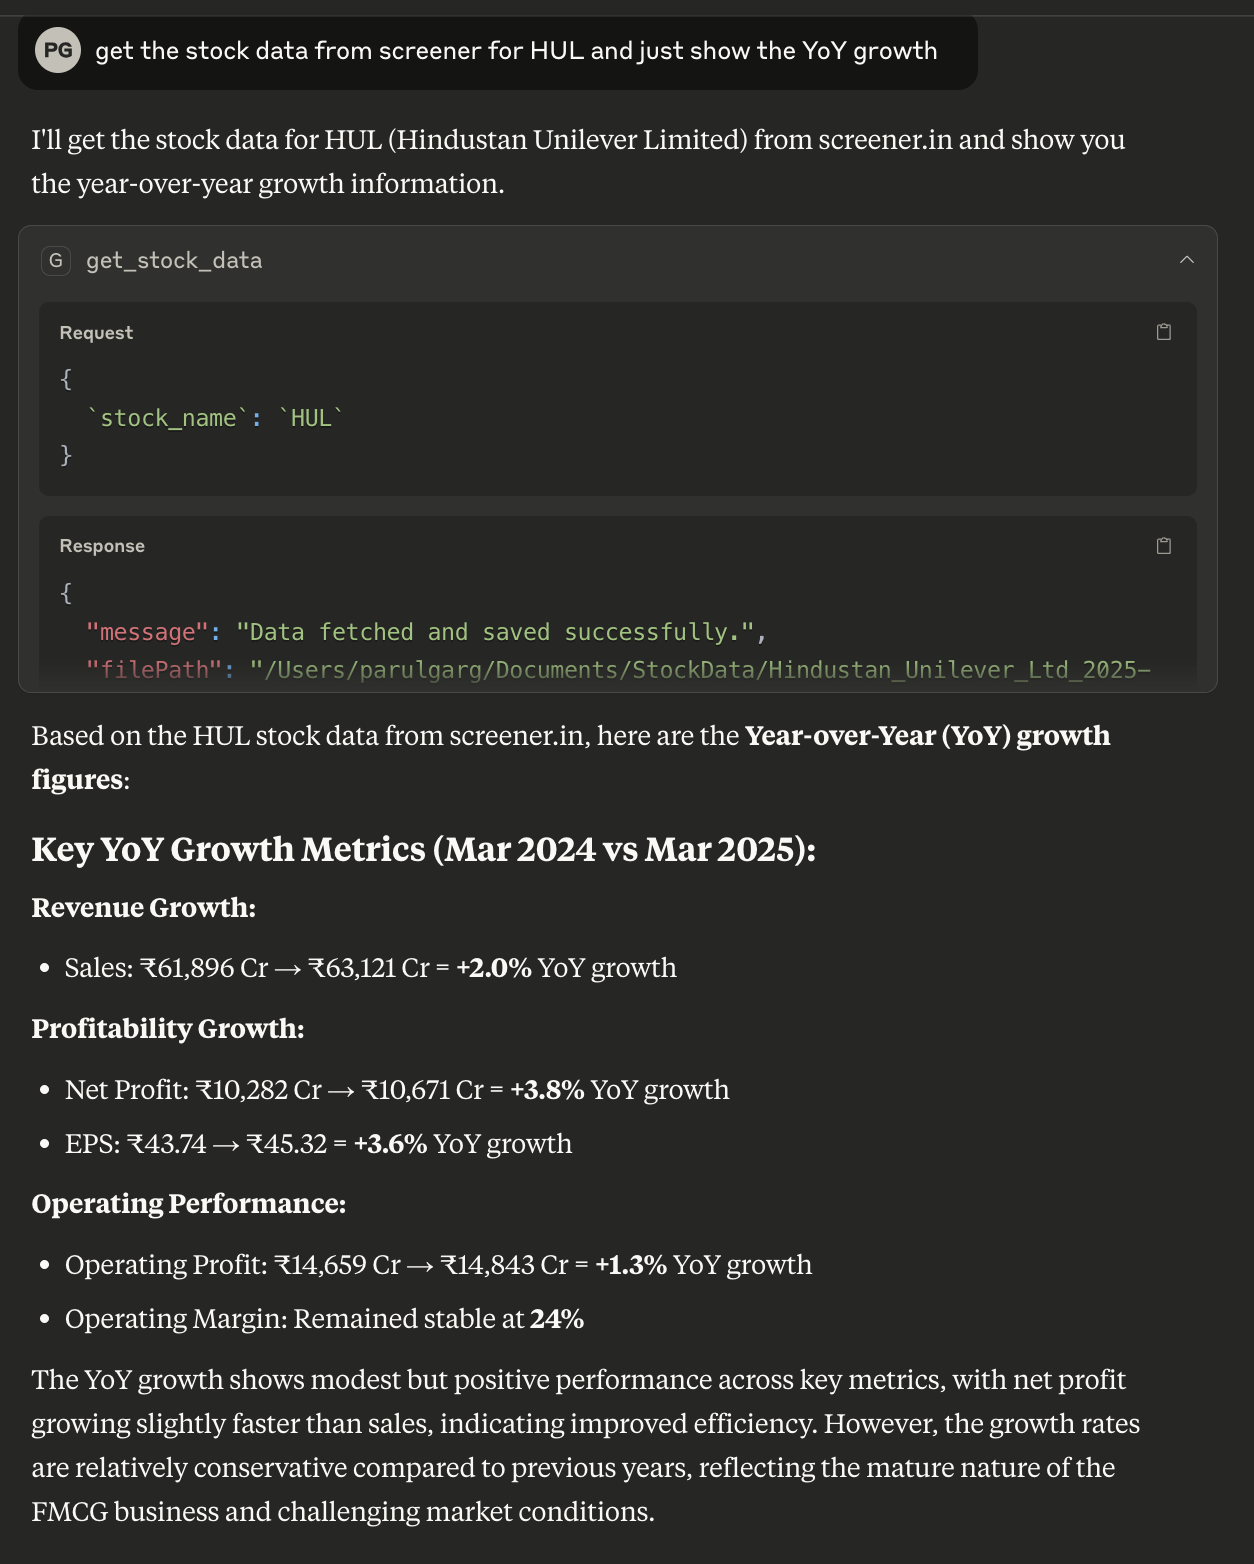 PG get the stock data from screener for HUL and just show the YoY growth
I'll get the stock data for HUL (Hindustan Unilever Limited) from screener.in and show you
the year-over-year growth information.
G get_stock_data
Request
{
`stock_name`: `HUL`
}
Response
{
"message": "Data fetched and saved successfully.",
"filePath": "/Users/parulgarg/Documents/StockData/Hindustan_Unilever_Ltd_2025-
Based on the HUL stock data from screener.in, here are the Year-over-Year (YoY) growth
figures:
Key YoY Growth Metrics (Mar 2024 vs Mar 2025):
Revenue Growth:
• Sales: ₹61,896 Cr → ₹63,121 Cr = +2.0% YoY growth
Profitability Growth:
• Net Profit: ₹10,282 Cr → ₹10,671 Cr = +3.8% YoY growth
• EPS: ₹43.74 → ₹45.32 = +3.6% YoY growth
Operating Performance:
• Operating Profit: ₹14,659 Cr → ₹14,843 Cr = +1.3% YoY growth
• Operating Margin: Remained stable at 24%
The YoY growth shows modest but positive performance across key metrics, with net profit
growing slightly faster than sales, indicating improved efficiency. However, the growth rates
are relatively conservative compared to previous years, reflecting the mature nature of the
FMCG business and challenging market conditions.